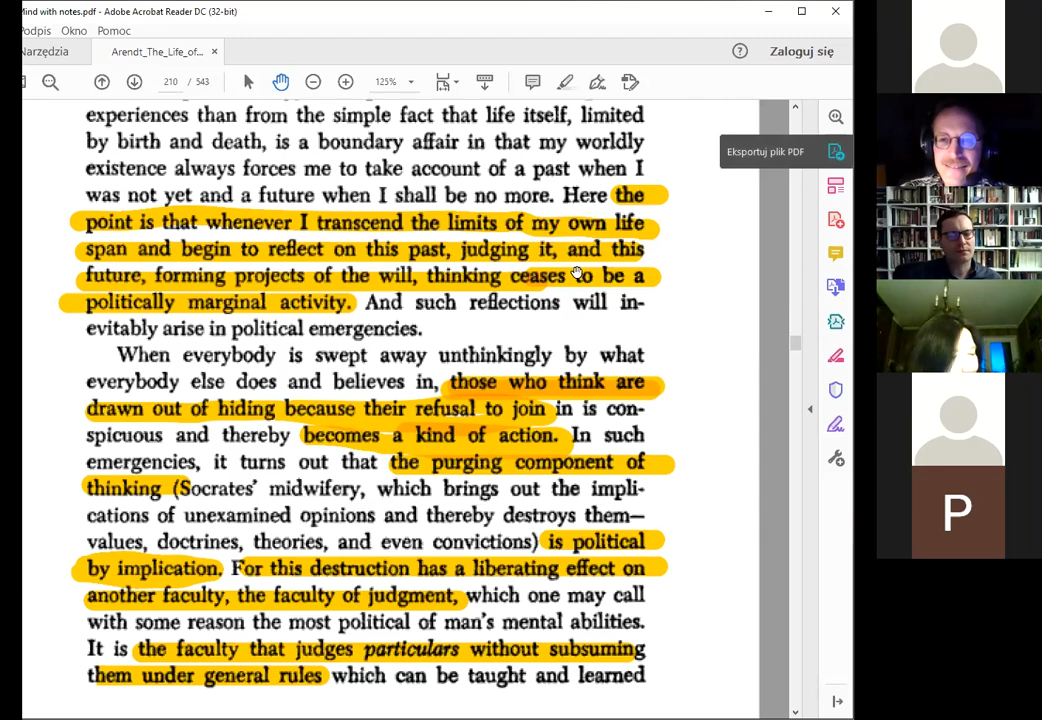 Mind with notes.pdf - Adobe Acrobat Reader DC (32-bit)
Podpis Okno Pomoc
Narzędzia Arendt_The_Life_of... × Zaloguj się
210 / 543 125%
experiences than from the simple fact that life itself, limited
by birth and death, is a boundary affair in that my worldly
existence always forces me to take account of a past when I
was not yet and a future when I shall be no more. Here the
point is that whenever I transcend the limits of my own life
span and begin to reflect on this past, judging it, and this
future, forming projects of the will, thinking ceases to be a
politically marginal activity. And such reflections will in-
evitably arise in political emergencies.
When everybody is swept away unthinkingly by what
everybody else does and believes in, those who think are
drawn out of hiding because their refusal to join in is con-
spicuous and thereby becomes a kind of action. In such
emergencies, it turns out that the purging component of
thinking (Socrates' midwifery, which brings out the impli-
cations of unexamined opinions and thereby destroys them—
values, doctrines, theories, and even convictions) is political
by implication. For this destruction has a liberating effect on
another faculty, the faculty of judgment, which one may call
with some reason the most political of man's mental abilities.
It is the faculty that judges particulars without subsuming
them under general rules which can be taught and learned
Eksportuj plik PDF
P